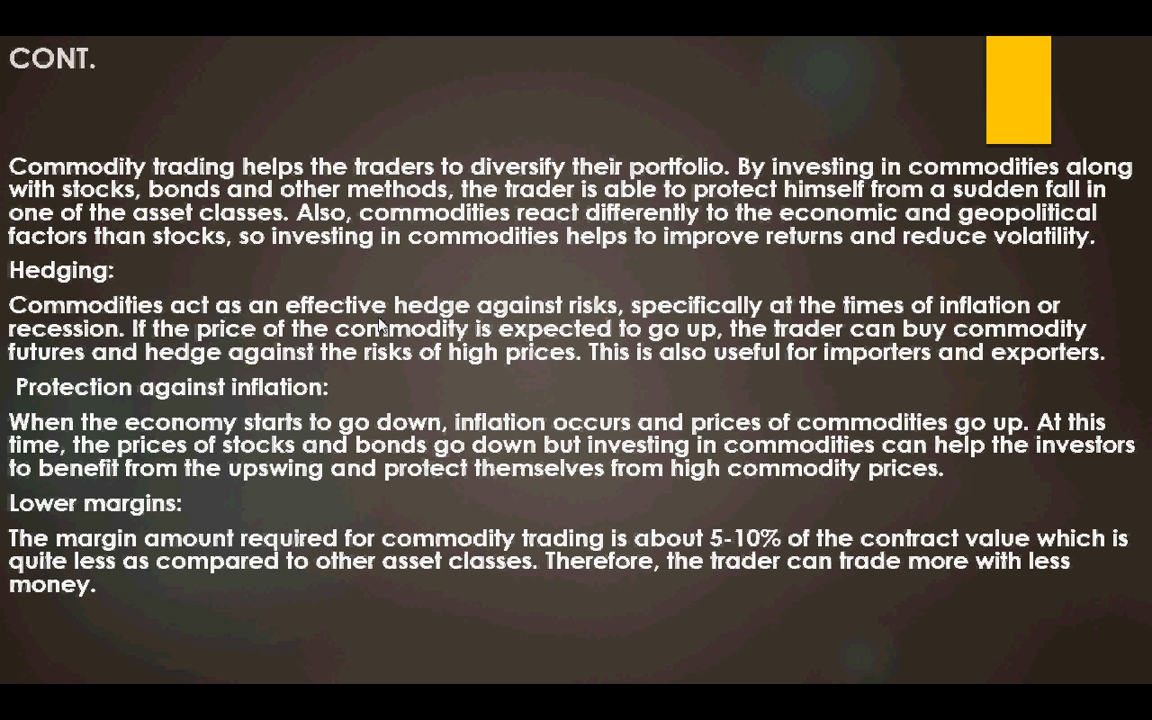 CONT.
Commodity trading helps the traders to diversify their portfolio. By investing in commodities along
with stocks, bonds and other methods, the trader is able to protect himself from a sudden fall in
one of the asset classes. Also, commodities react differently to the economic and geopolitical
factors than stocks, so investing in commodities helps to improve returns and reduce volatility.
Hedging:
Commodities act as an effective hedge against risks, specifically at the times of inflation or
recession. If the price of the commodity is expected to go up, the trader can buy commodity
futures and hedge against the risks of high prices. This is also useful for importers and exporters.
Protection against inflation:
When the economy starts to go down, inflation occurs and prices of commodities go up. At this
time, the prices of stocks and bonds go down but investing in commodities can help the investors
to benefit from the upswing and protect themselves from high commodity prices.
Lower margins:
The margin amount required for commodity trading is about 5-10% of the contract value which is
quite less as compared to other asset classes. Therefore, the trader can trade more with less
money.